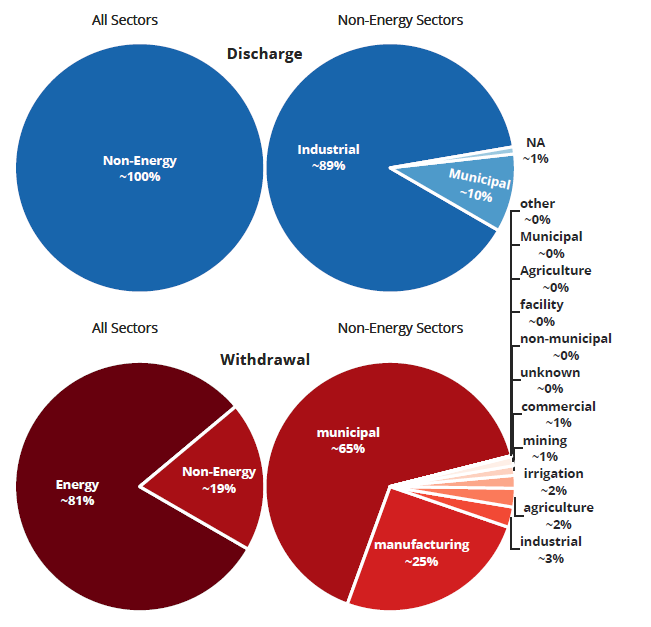 All Sectors
Non-Energy Sectors
Discharge
Non-Energy
~100%
Industrial
~89%
NA
~1%
Municipal
~10%
other
~0%
Municipal
~0%
Agriculture
~0%
facility
~0%
non-municipal
~0%
unknown
~0%
commercial
~1%
mining
~1%
irrigation
~2%
agriculture
~2%
industrial
~3%
All Sectors
Non-Energy Sectors
Withdrawal
Energy
~81%
Non-Energy
~19%
municipal
~65%
manufacturing
~25%